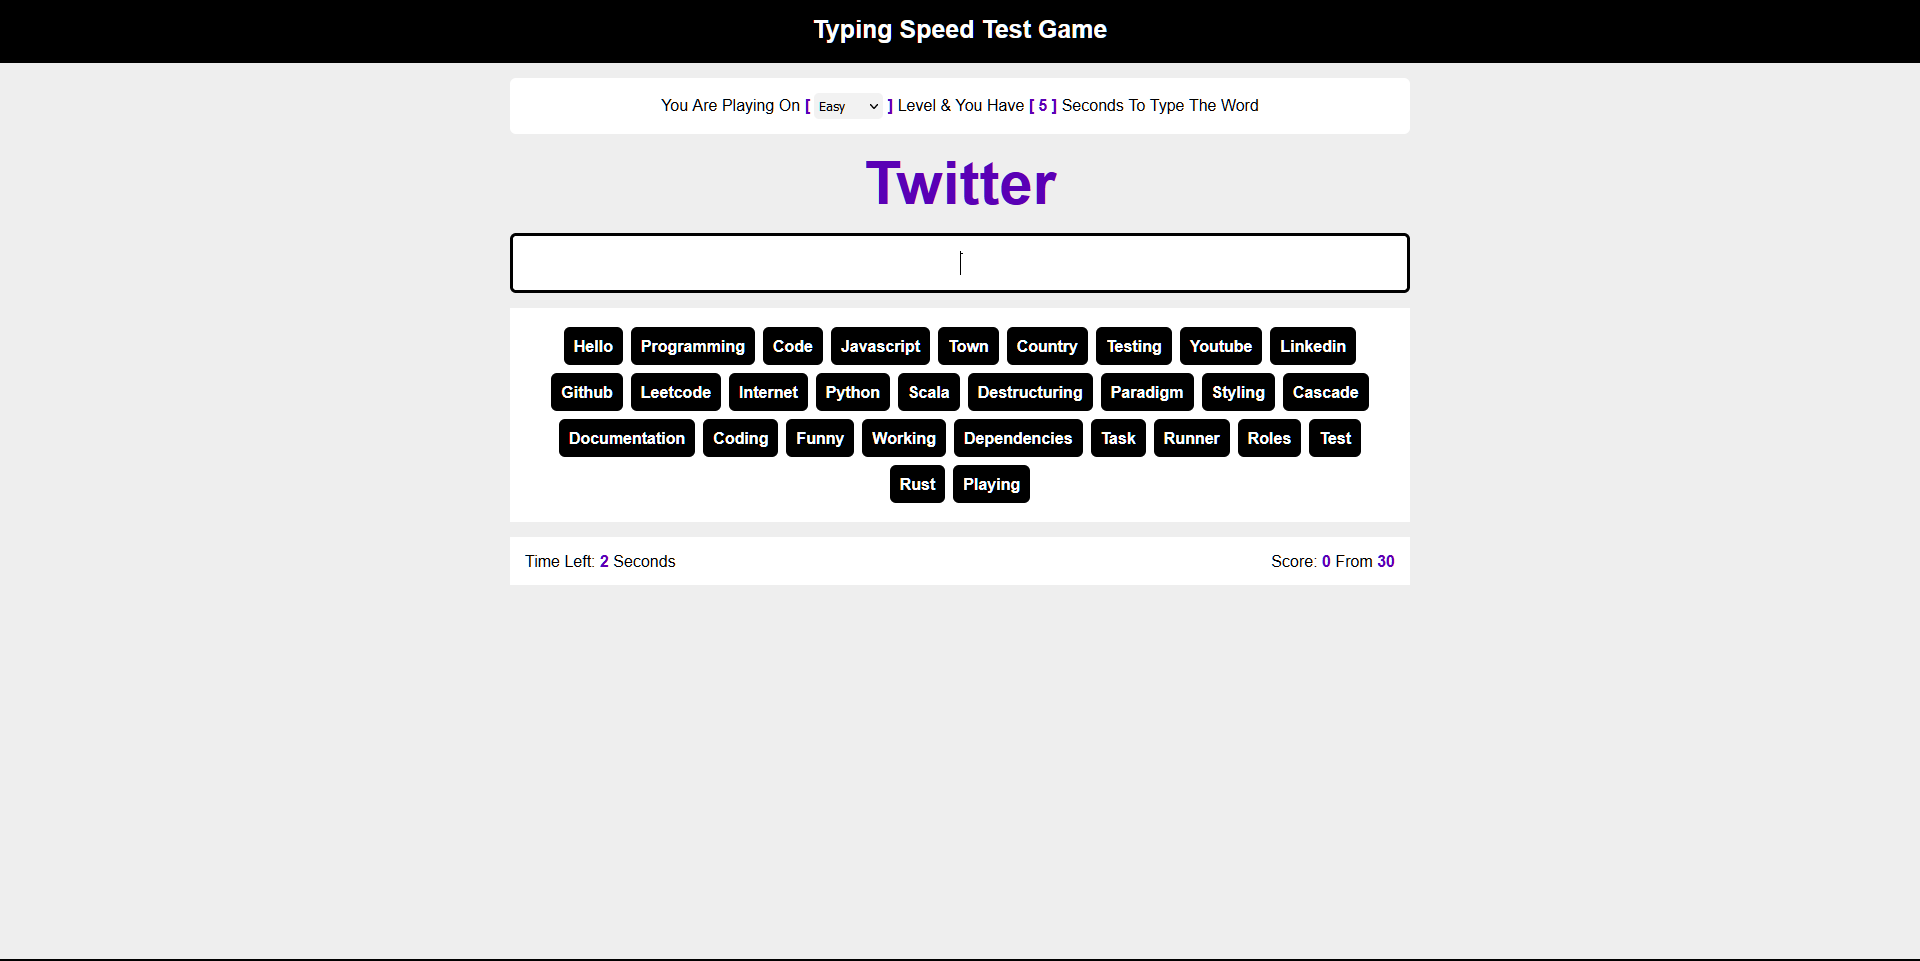 Typing Speed Test Game
You Are Playing On [ Easy ] Level & You Have [ 5 ] Seconds To Type The Word
Twitter
Hello Programming Code Javascript Town Country Testing Youtube Linkedin
Github Leetcode Internet Python Scala Destructuring Paradigm Styling Cascade
Documentation Coding Funny Working Dependencies Task Runner Roles Test
Rust Playing
Time Left: 2 Seconds Score: 0 From 30